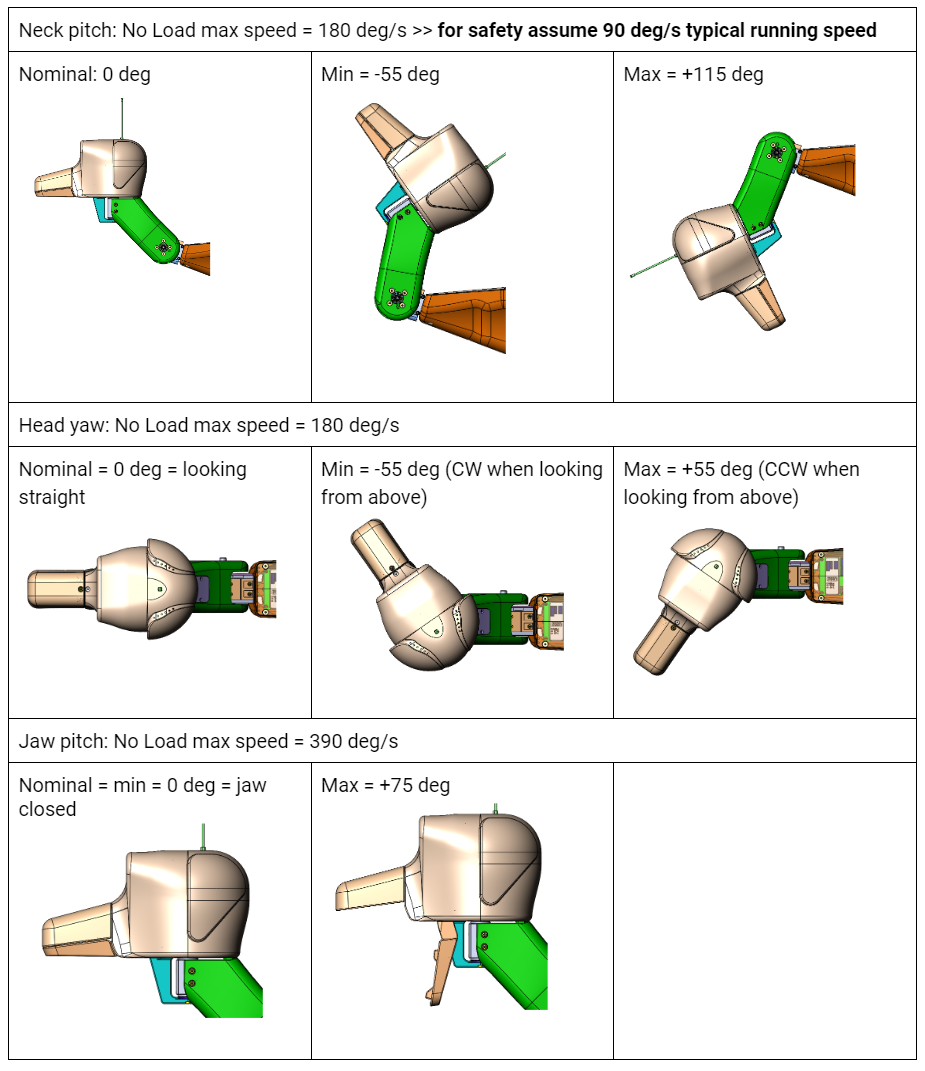 Neck pitch: No Load max speed = 180 deg/s >> for safety assume 90 deg/s typical running speed
Nominal: 0 deg
Min = -55 deg
Max = +115 deg
Head yaw: No Load max speed = 180 deg/s
Nominal = 0 deg = looking
straight
Min = -55 deg (CW when looking
from above)
Max = +55 deg (CCW when
looking from above)
Jaw pitch: No Load max speed = 390 deg/s
Nominal = min = 0 deg = jaw
closed
Max = +75 deg